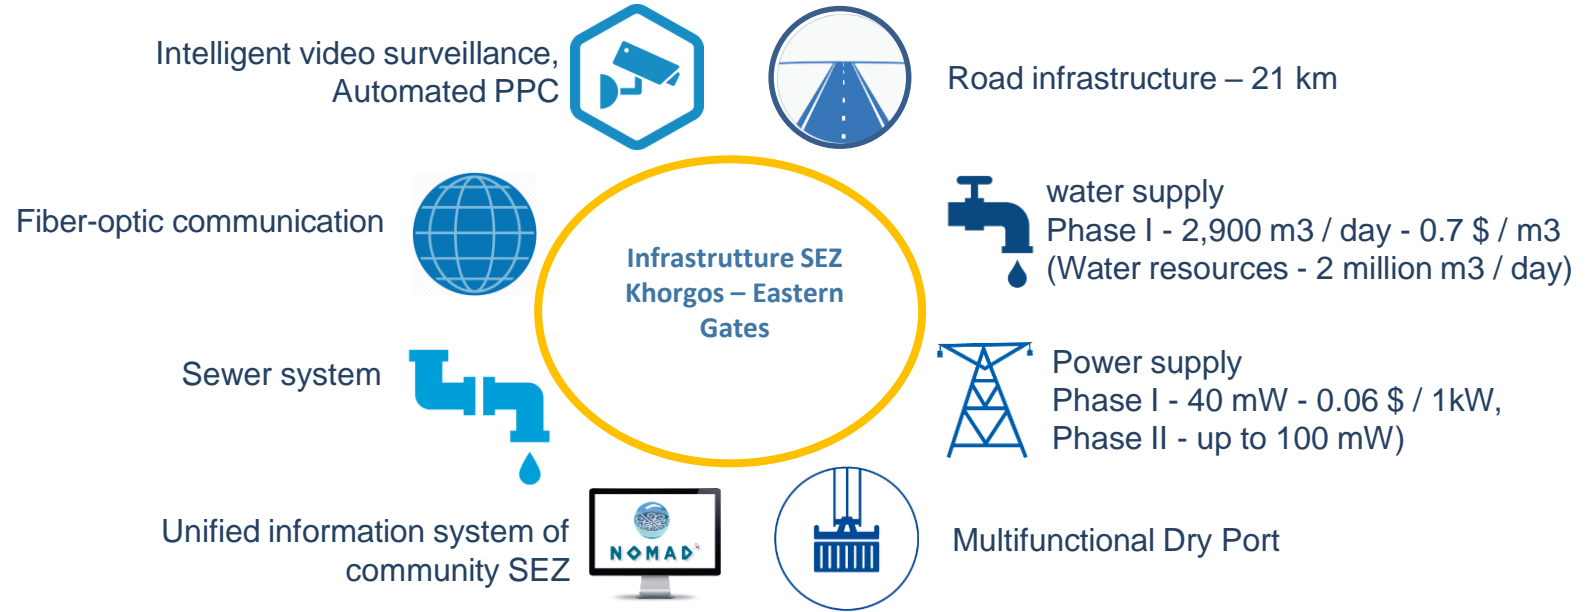 Intelligent video surveillance,
Automated PPC
Road infrastructure – 21 km
Fiber-optic communication
water supply
Phase I - 2,900 m3 / day - 0.7 $ / m3
(Water resources - 2 million m3 / day)
Infrastrutture SEZ
Khorgos – Eastern
Gates
Sewer system
Power supply
Phase I - 40 mW - 0.06 $ / 1kW,
Phase II - up to 100 mW)
Unified information system of
community SEZ
NOMAD
Multifunctional Dry Port